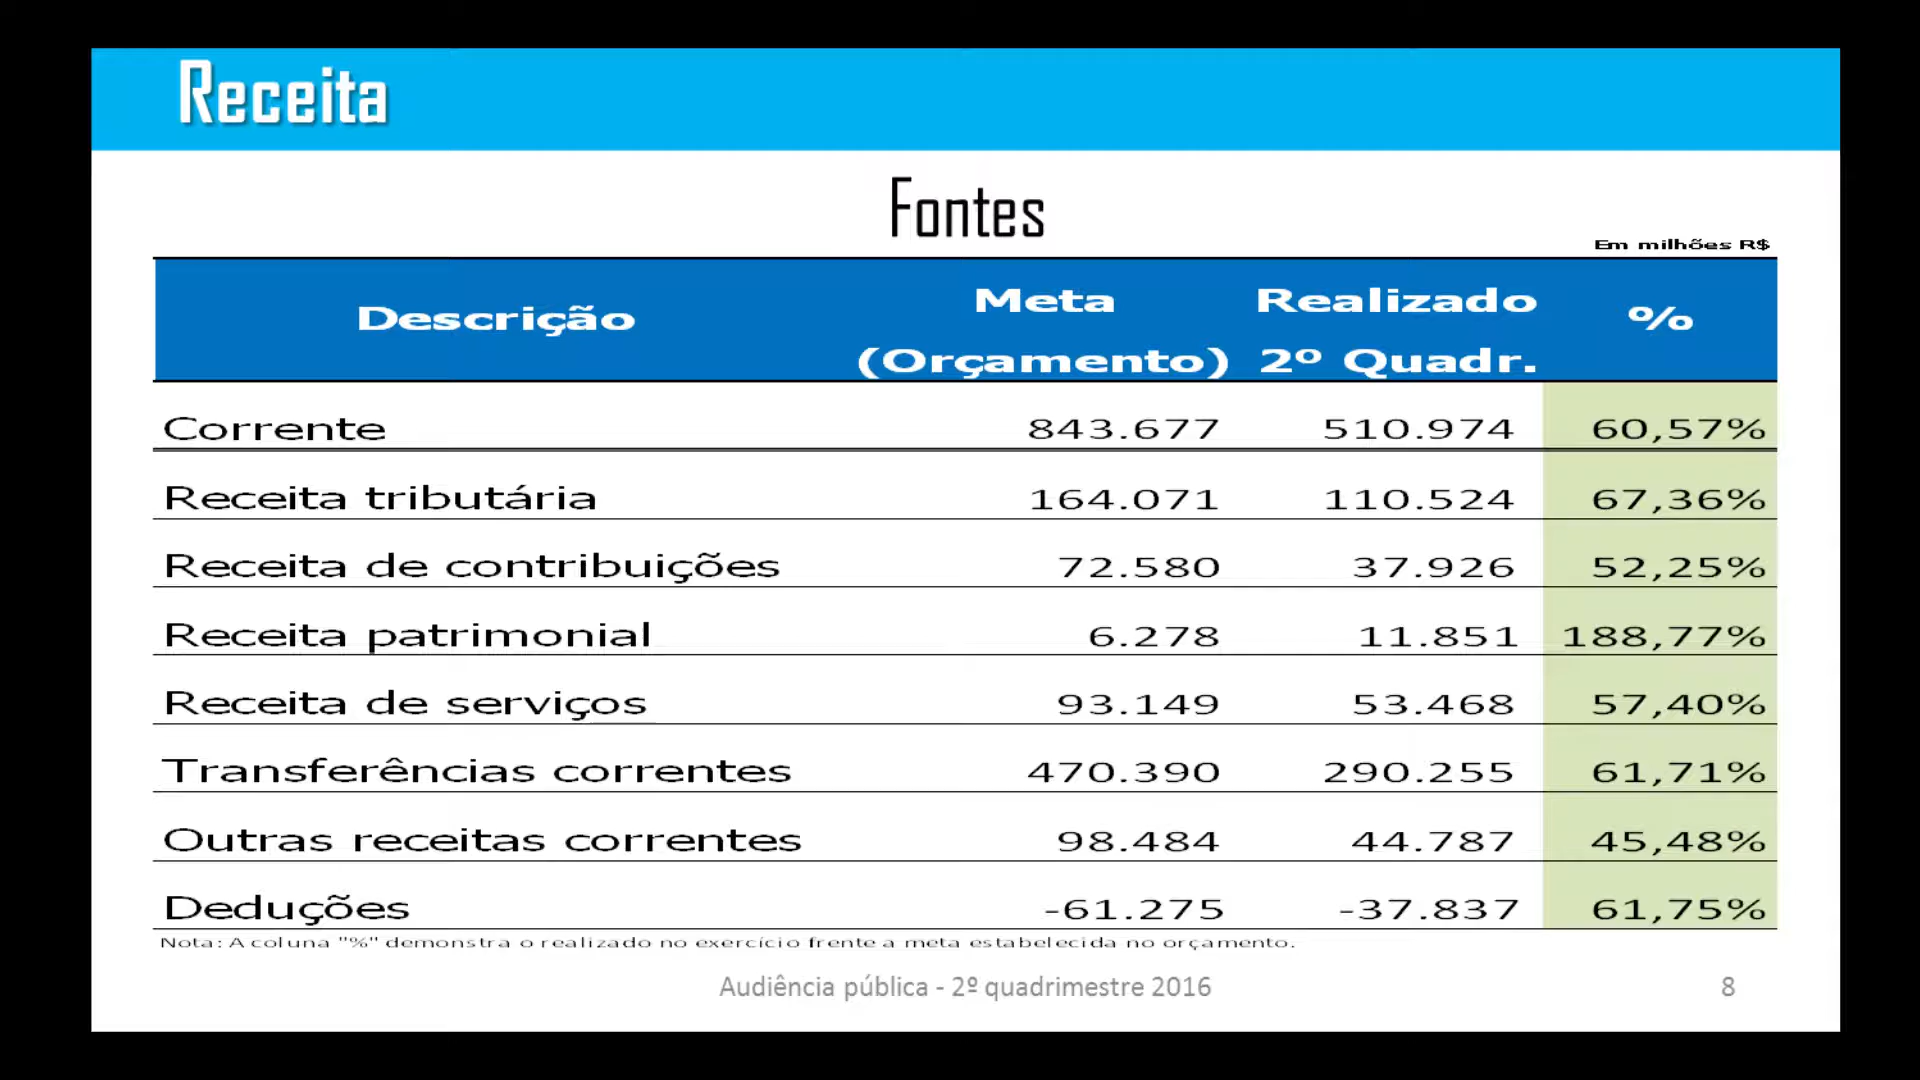 Receita
Fontes
Em milhões R$
Descrição Meta (Orçamento) Realizado 2º Quadr. %
Corrente 843.677 510.974 60,57%
Receita tributária 164.071 110.524 67,36%
Receita de contribuições 72.580 37.926 52,25%
Receita patrimonial 6.278 11.851 188,77%
Receita de serviços 93.149 53.468 57,40%
Transferências correntes 470.390 290.255 61,71%
Outras receitas correntes 98.484 44.787 45,48%
Deduções -61.275 -37.837 61,75%
Nota: A coluna "%" demonstra o realizado no exercício frente a meta estabelecida no orçamento.
Audiência pública - 2º quadrimestre 2016 8